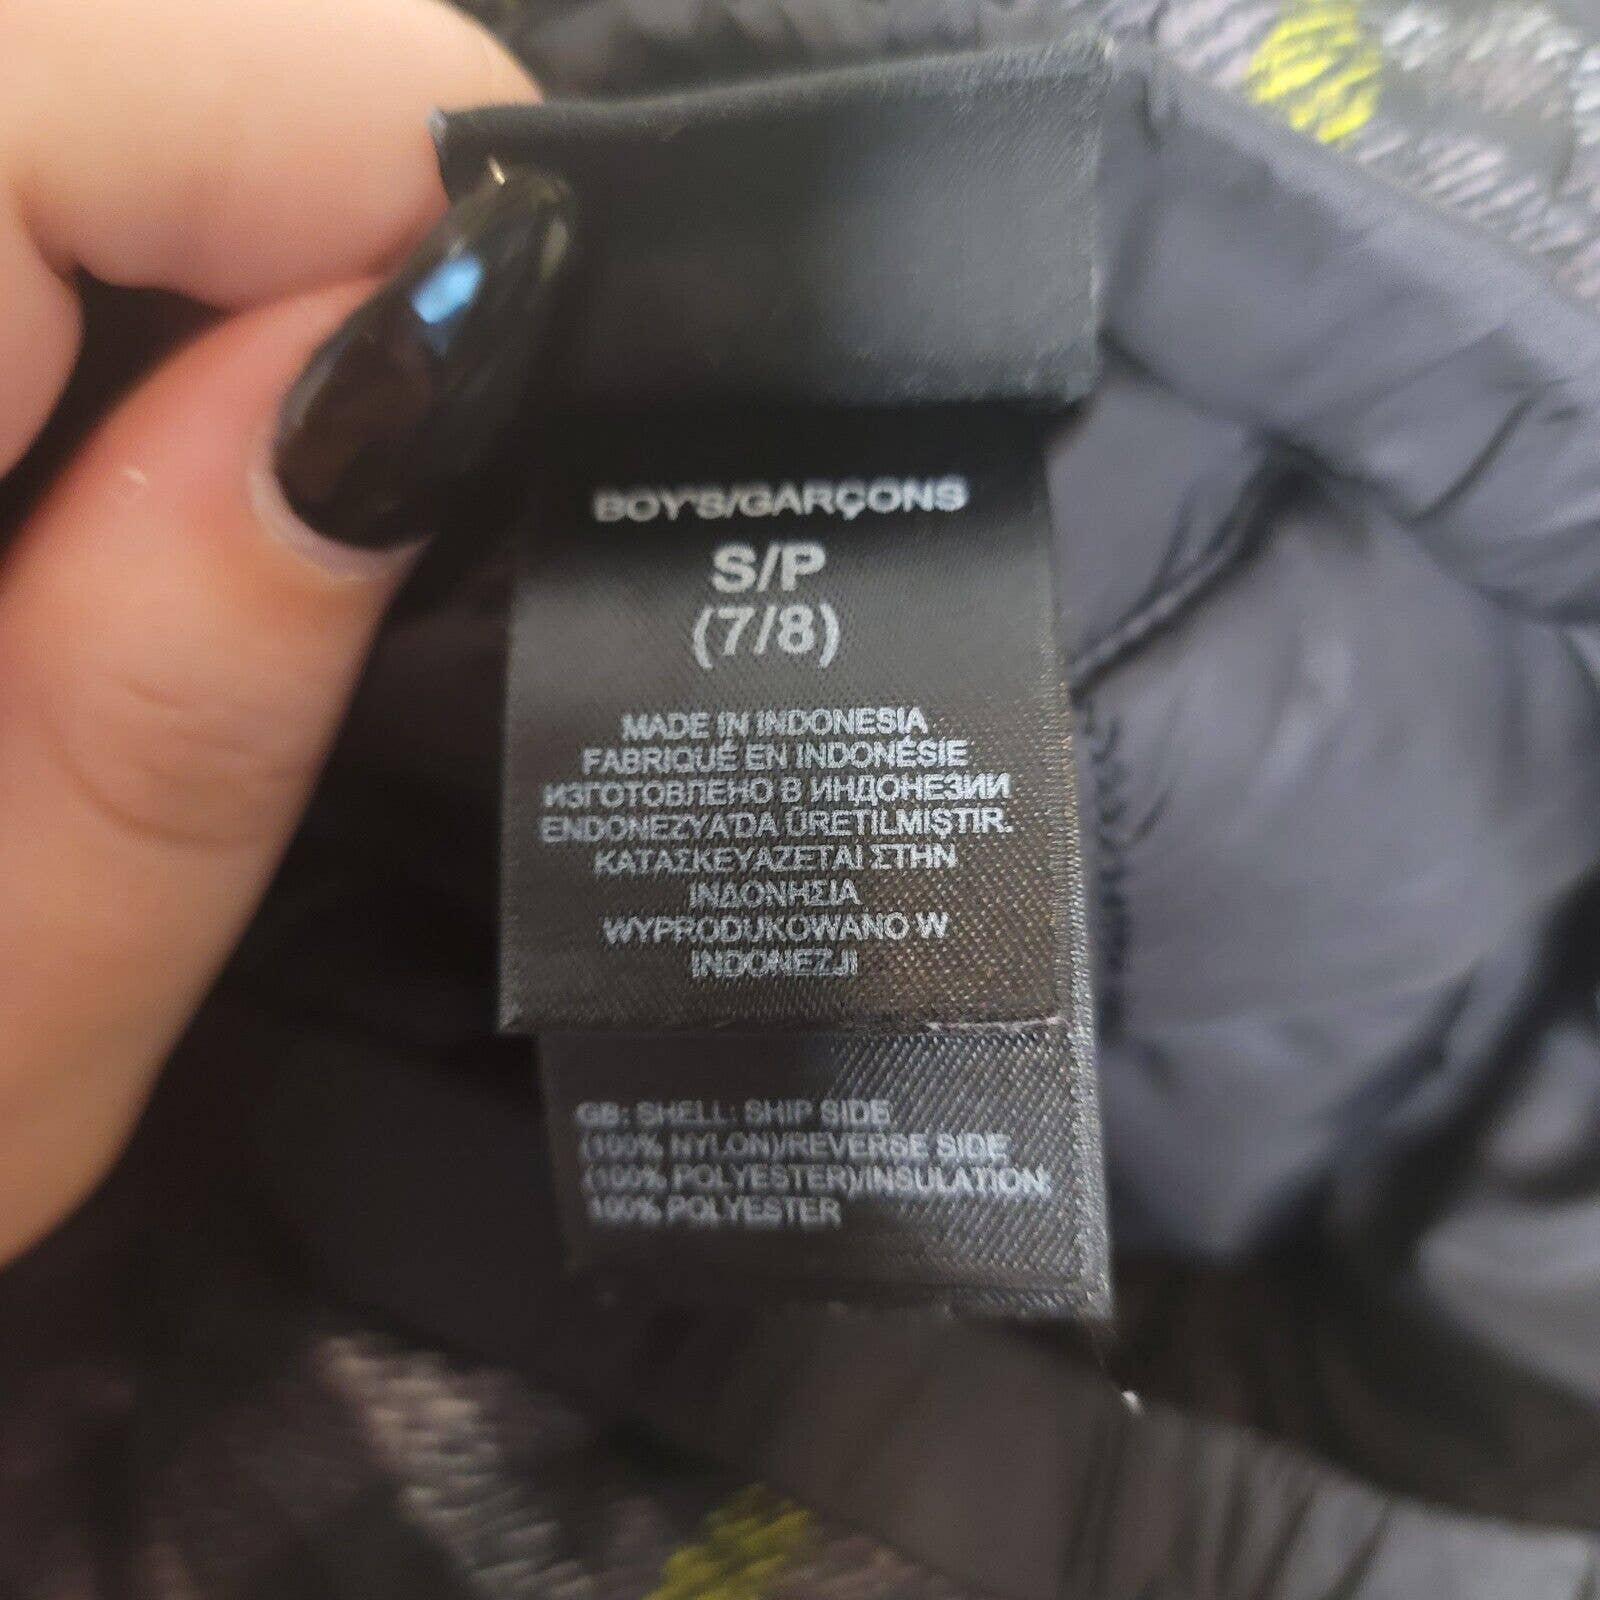 BOY'S/GARÇONS
S/P
(7/8)
MADE IN INDONESIA
FABRIQUÉ EN INDONÉSIE
ИЗГОТОВЛЕНО В ИНДОНЕЗИИ
ENDONEZYA'DA ÜRETILMIŞTIR.
ΚΑΤΑΣΚΕΥΑΖΕΤΑΙ ΣΤΗΝ
ΙΝΔΟΝΗΣΙΑ
WYPRODUKOWANO W
INDONEZJI
GB: SHELL: SHIP SIDE
(100% NYLON)/REVERSE SIDE
(100% POLYESTER)/INSULATION:
100% POLYESTER